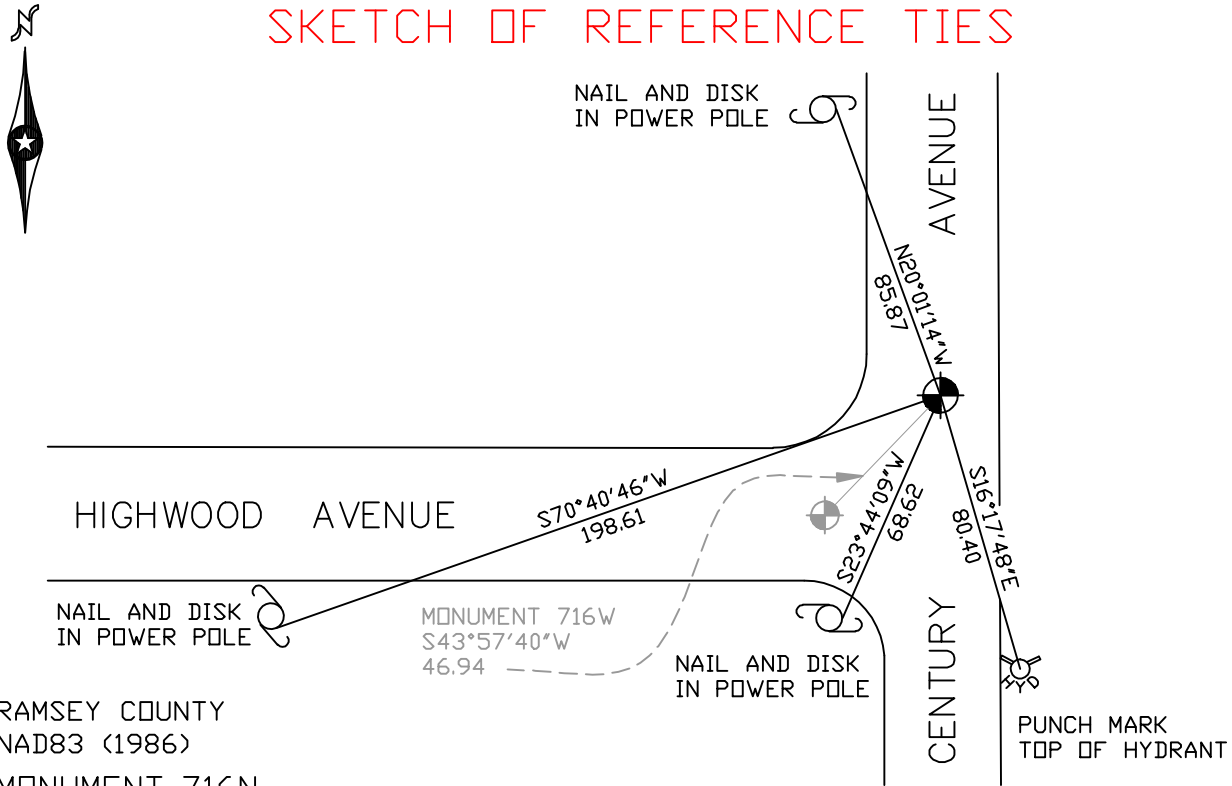 N
SKETCH OF REFERENCE TIES
NAIL AND DISK
IN POWER POLE
AVENUE
N20°01'14"W
85.87
HIGHWOOD AVENUE
S70°40'46"W
198.61
S23°44'09"W
68.62
S16°17'48"E
80.40
NAIL AND DISK
IN POWER POLE
MONUMENT 716W
S43°57'40"W
46.94
NAIL AND DISK
IN POWER POLE
CENTURY
HYD
PUNCH MARK
TOP OF HYDRANT
RAMSEY COUNTY
NAD83 (1986)
MONUMENT 716N